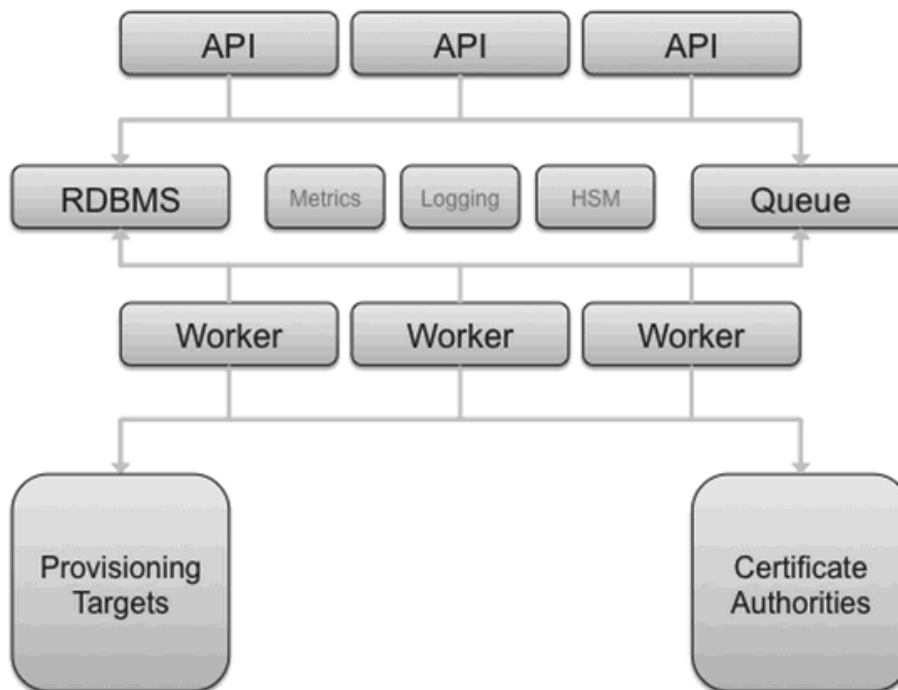 API
API
API
RDBMS
Metrics
Logging
HSM
Queue
Worker
Worker
Worker
Provisioning
Targets
Certificate
Authorities